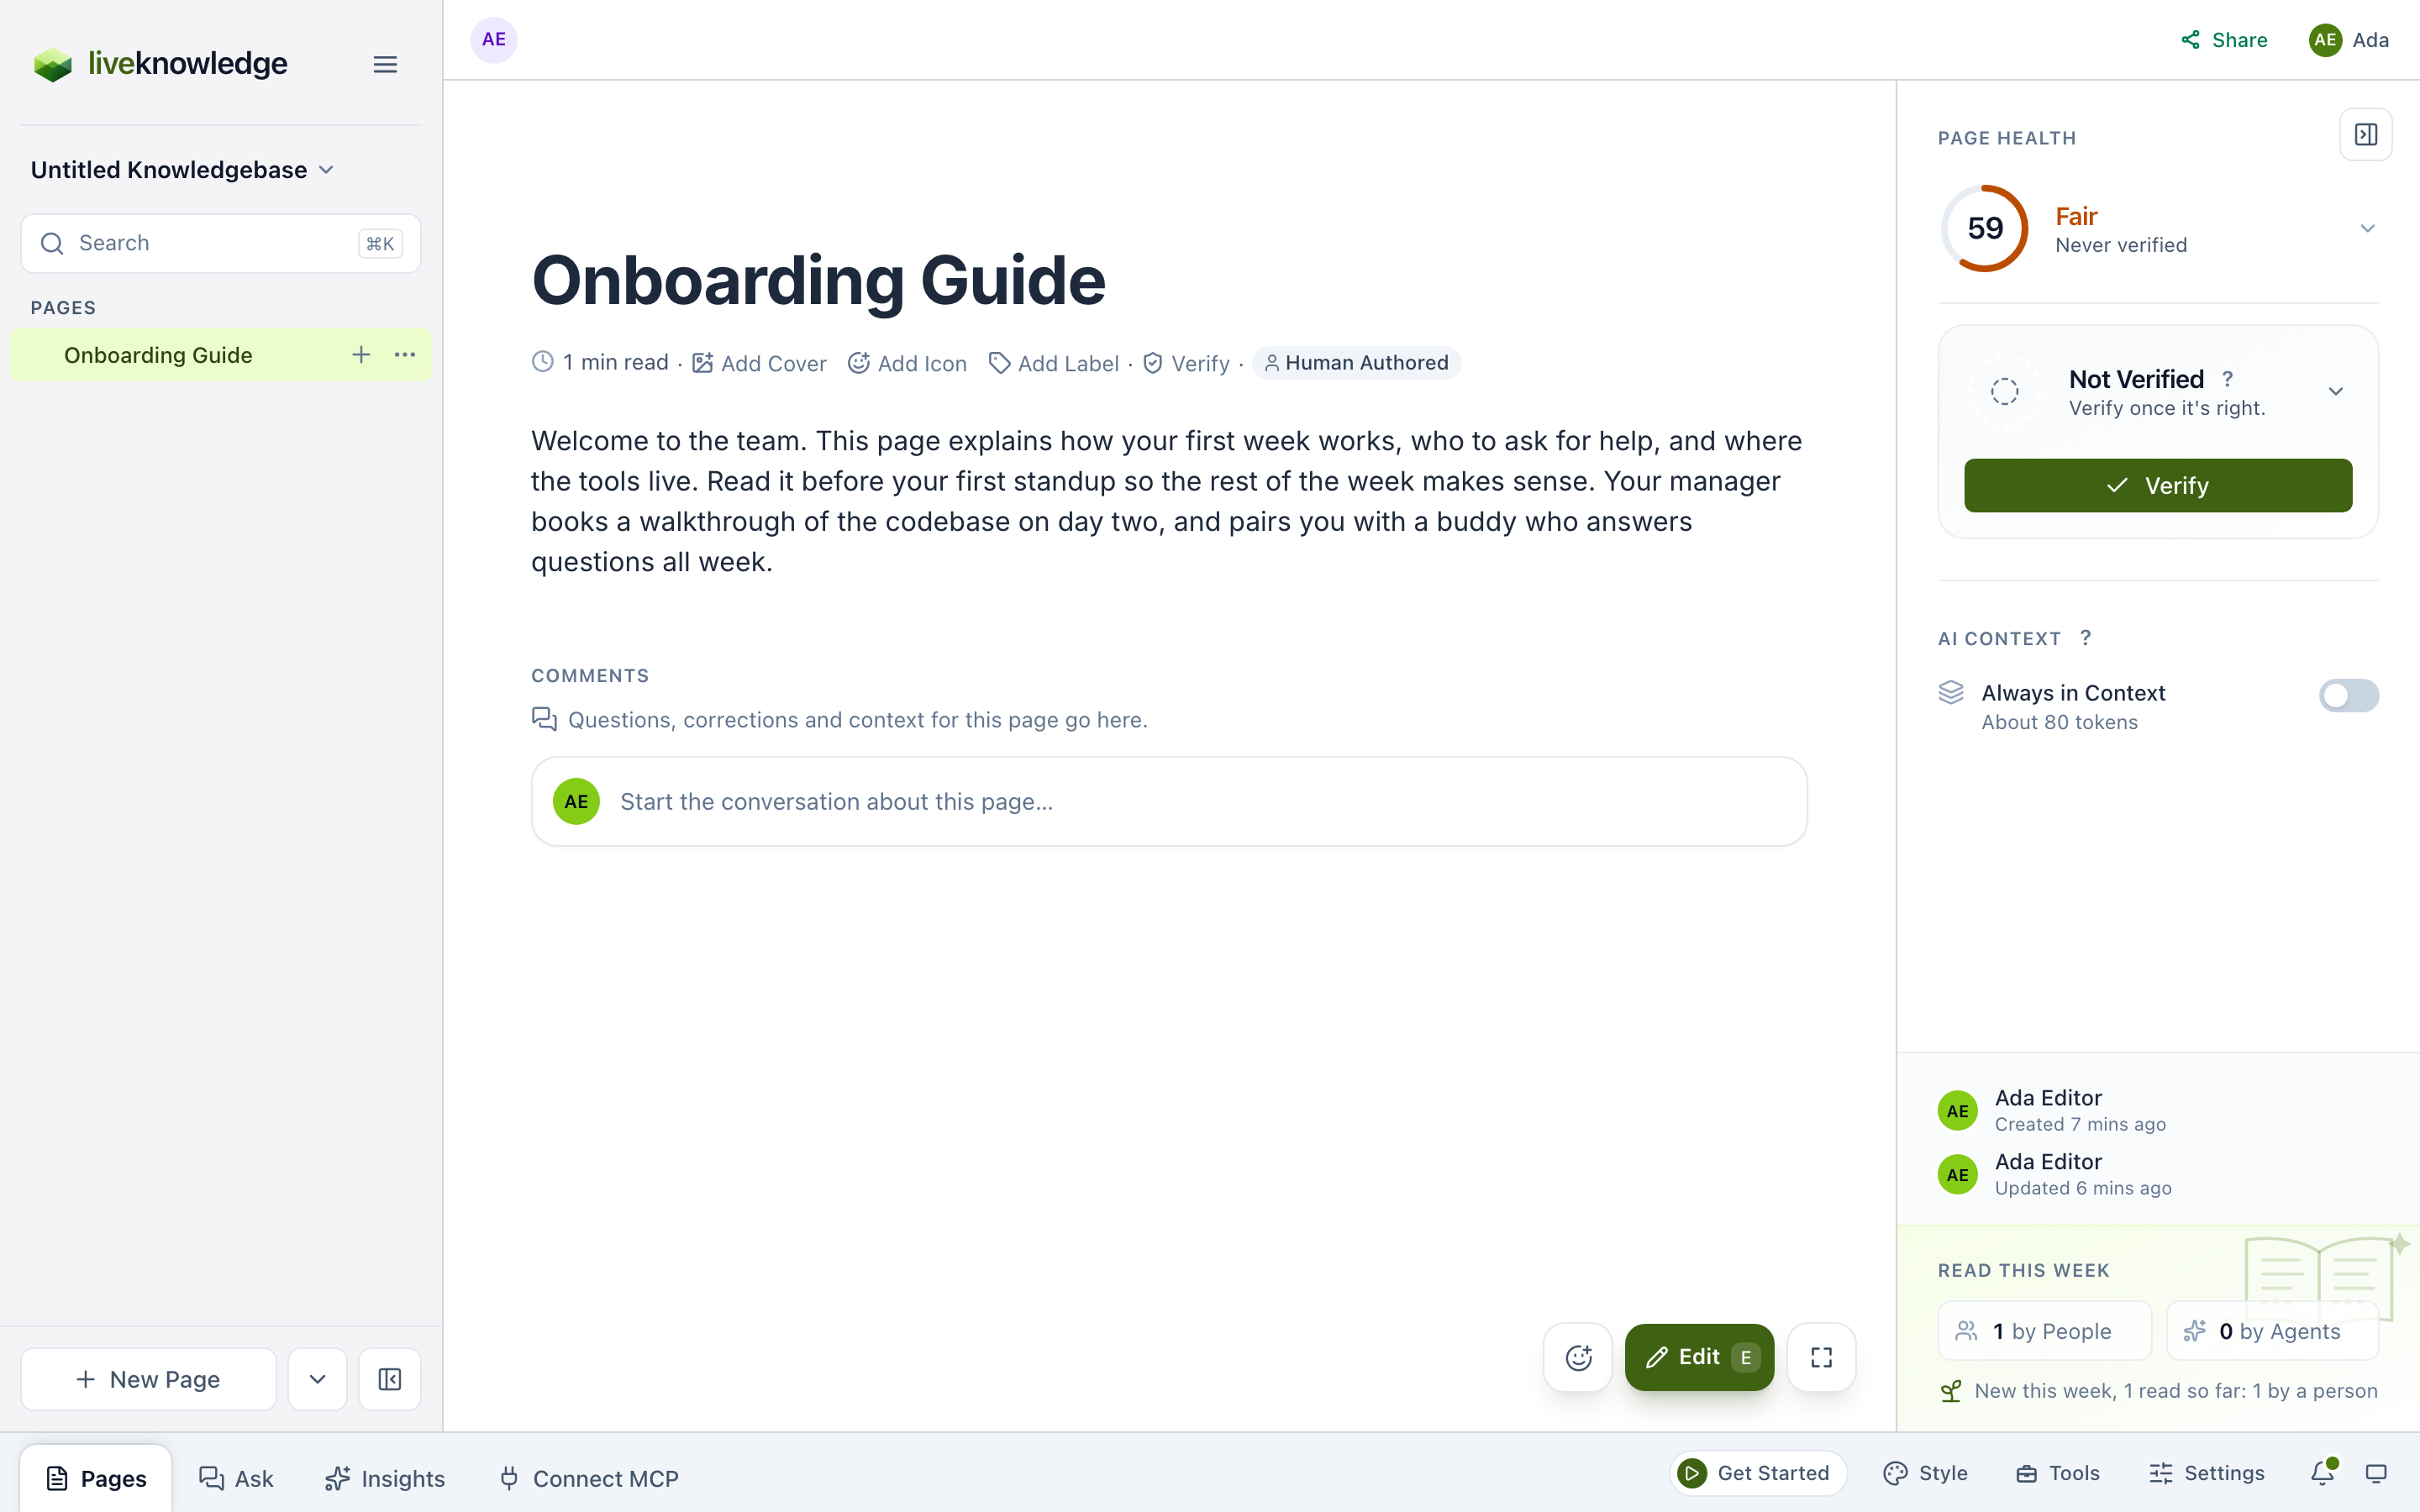 liveknowledge
Untitled Knowledgebase
Search
⌘K
PAGES
Onboarding Guide
New Page
AE
Share
AE
Ada
Onboarding Guide
1 min read · Add Cover Add Icon Add Label · Verify · Human Authored
Welcome to the team. This page explains how your first week works, who to ask for help, and where
the tools live. Read it before your first standup so the rest of the week makes sense. Your manager
books a walkthrough of the codebase on day two, and pairs you with a buddy who answers
questions all week.
COMMENTS
Questions, corrections and context for this page go here.
AE
Start the conversation about this page...
Edit E
PAGE HEALTH
59
Fair
Never verified
Not Verified ?
Verify once it's right.
Verify
AI CONTEXT ?
Always in Context
About 80 tokens
AE
Ada Editor
Created 7 mins ago
AE
Ada Editor
Updated 6 mins ago
READ THIS WEEK
1 by People
0 by Agents
New this week, 1 read so far: 1 by a person
Pages
Ask
Insights
Connect MCP
Get Started
Style
Tools
Settings